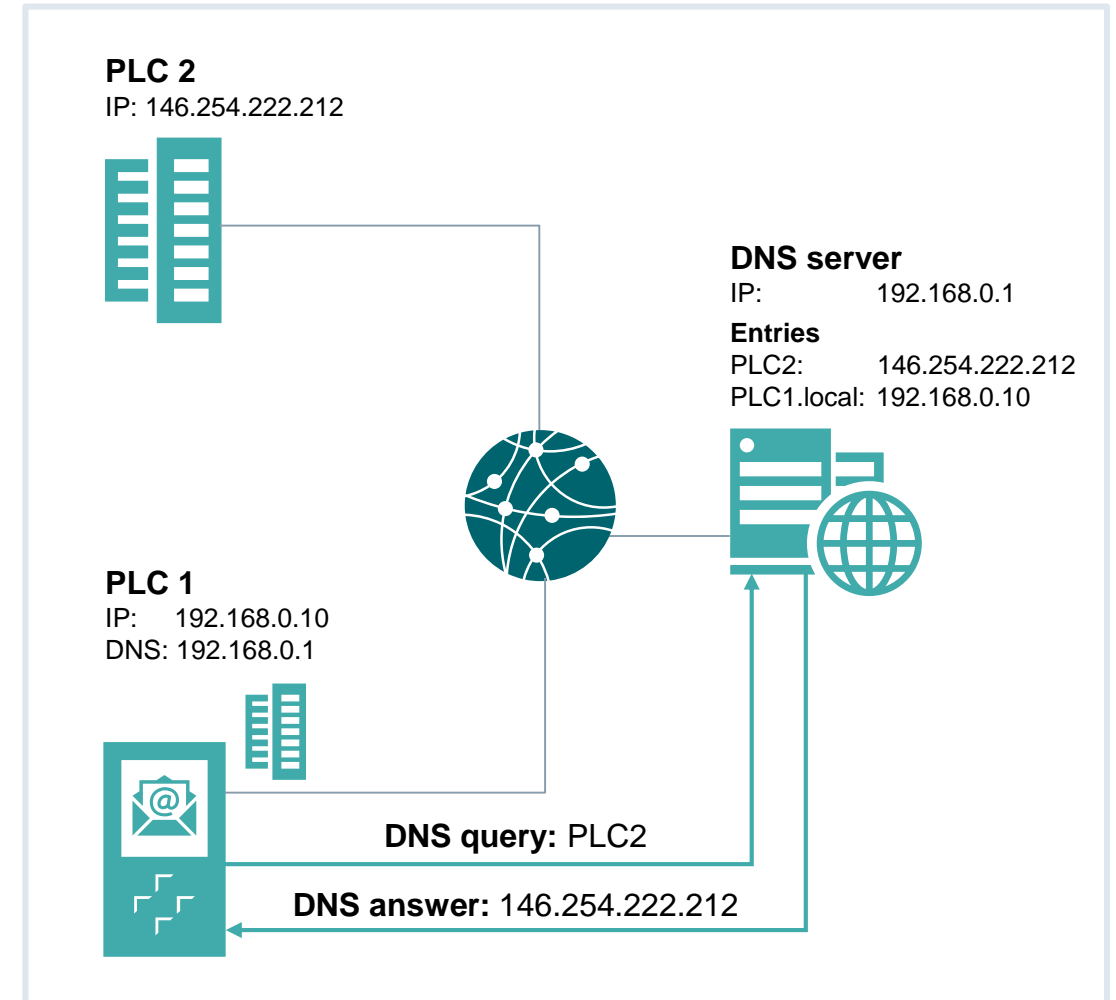 PLC 2
IP: 146.254.222.212
DNS server
IP: 192.168.0.1
Entries
PLC2: 146.254.222.212
PLC1.local: 192.168.0.10
PLC 1
IP: 192.168.0.10
DNS: 192.168.0.1
@
DNS query: PLC2
DNS answer: 146.254.222.212